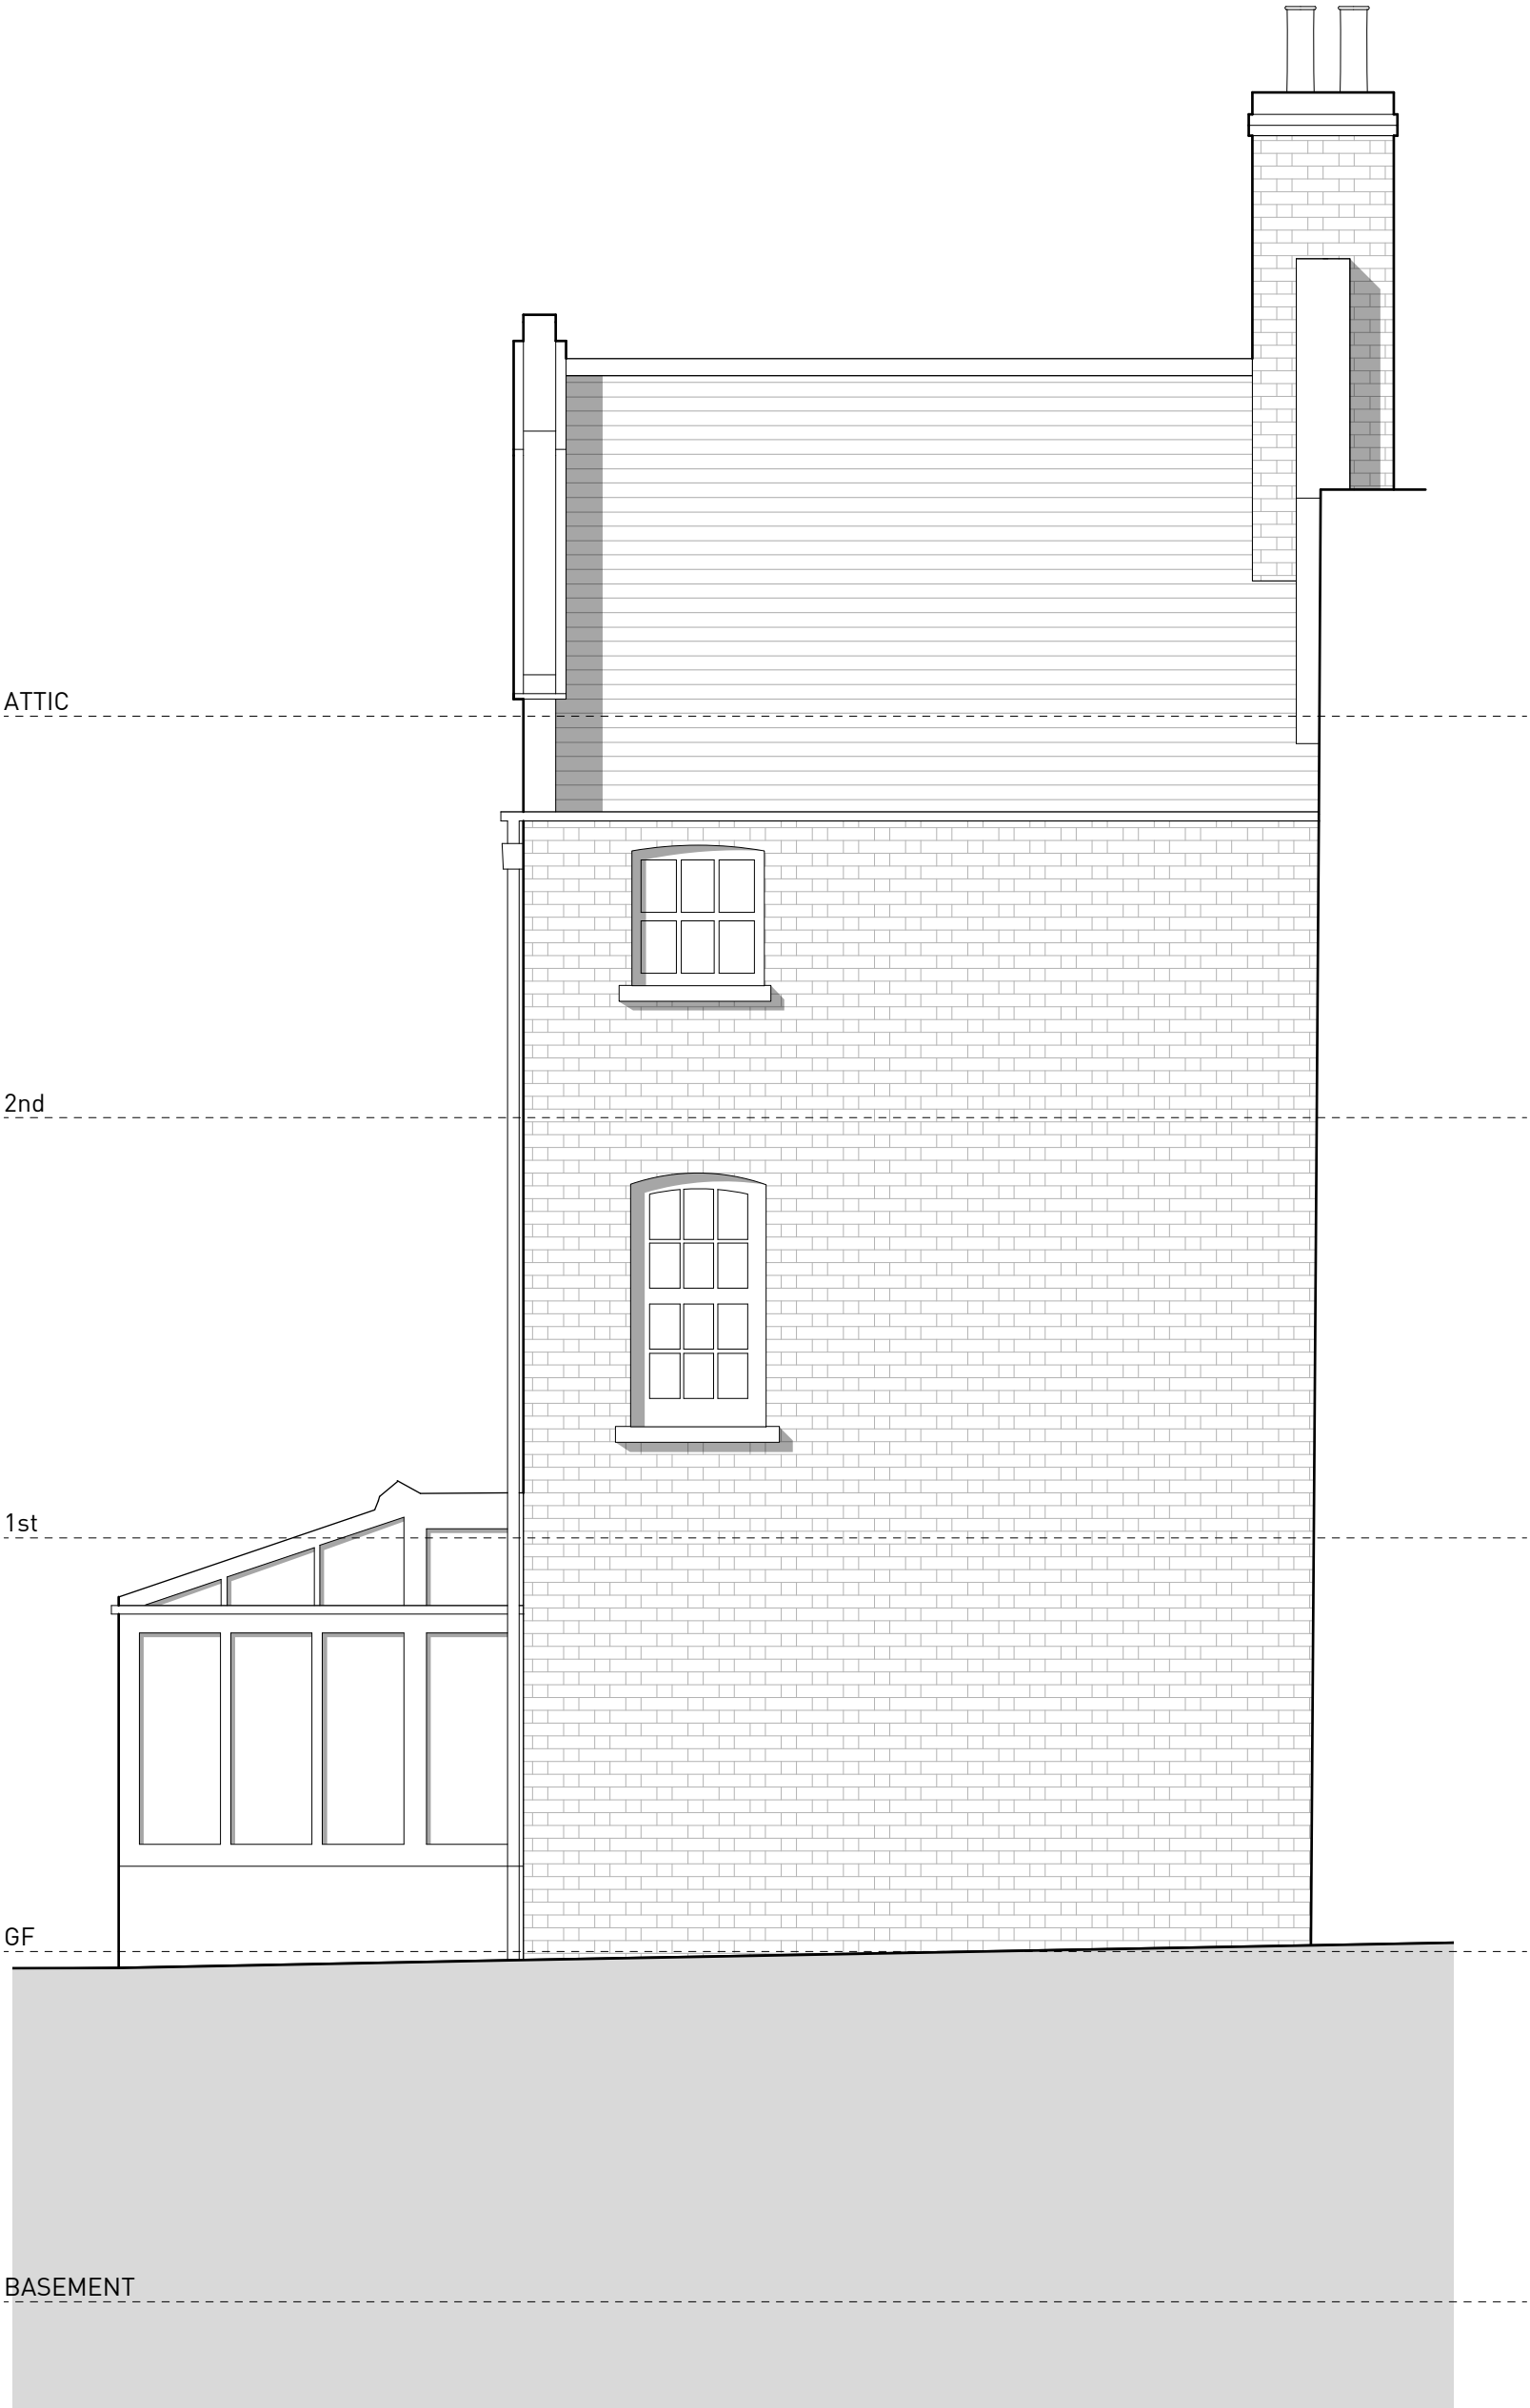 ATTIC
2nd
1st
GF
BASEMENT